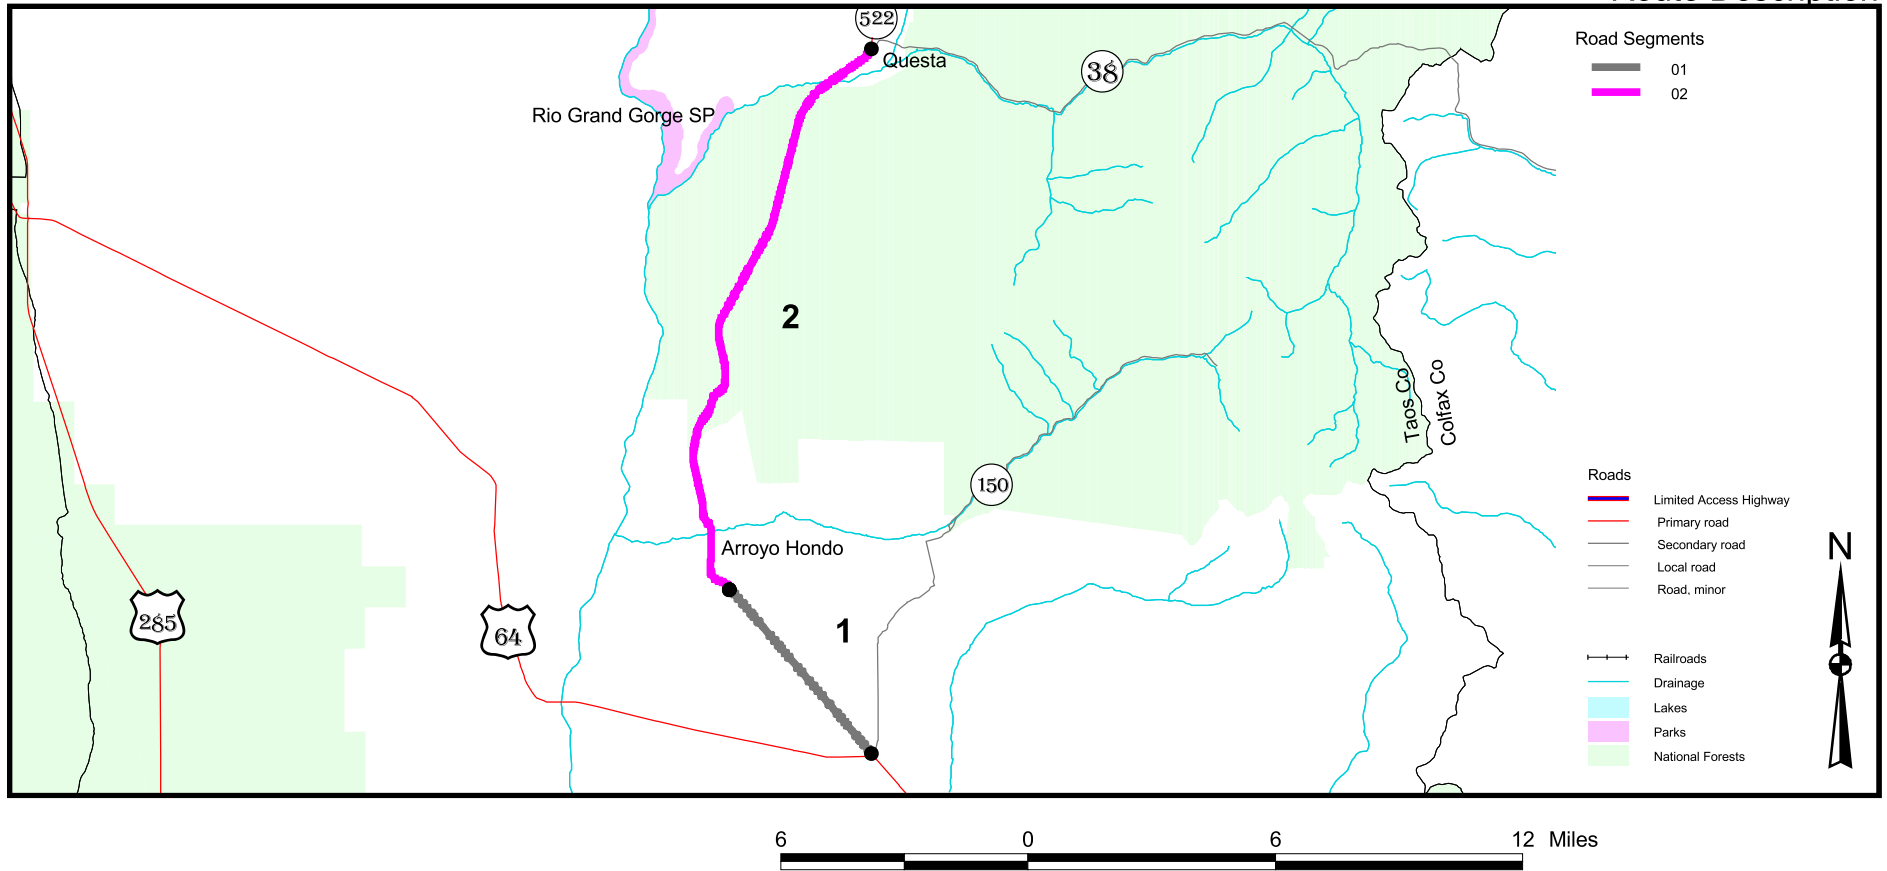 Route Description
522
Questa
38
Road Segments
01
02
Rio Grand Gorge SP
2
Taos Co
Colfax Co
150
Arroyo Hondo
285
64
1
Roads
Limited Access Highway
Primary road
Secondary road
Local road
Road, minor
N
Railroads
Drainage
Lakes
Parks
National Forests
6 0 6 12 Miles